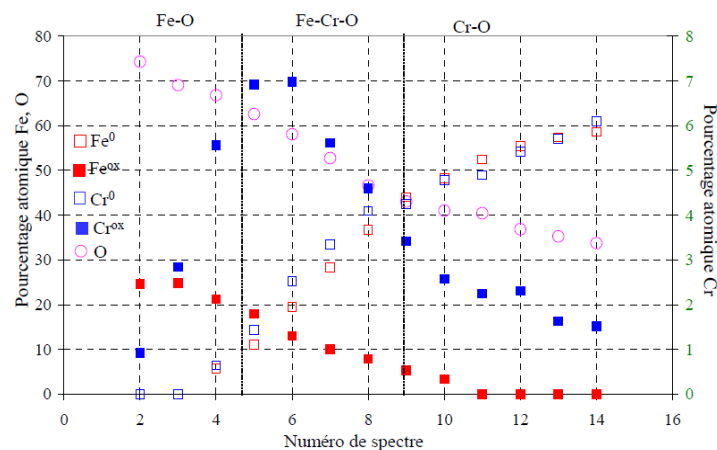 Fe-O Fe-Cr-O Cr-O
80 8
70 7
60 6
50 5
40 4
30 3
20 2
10 1
0 0
Pourcentage atomique Fe, O
Fe⁰
Feᵒˣ
Cr⁰
Crᵒˣ
O
Pourcentage atomique Cr
0 2 4 6 8 10 12 14 16
Numéro de spectre